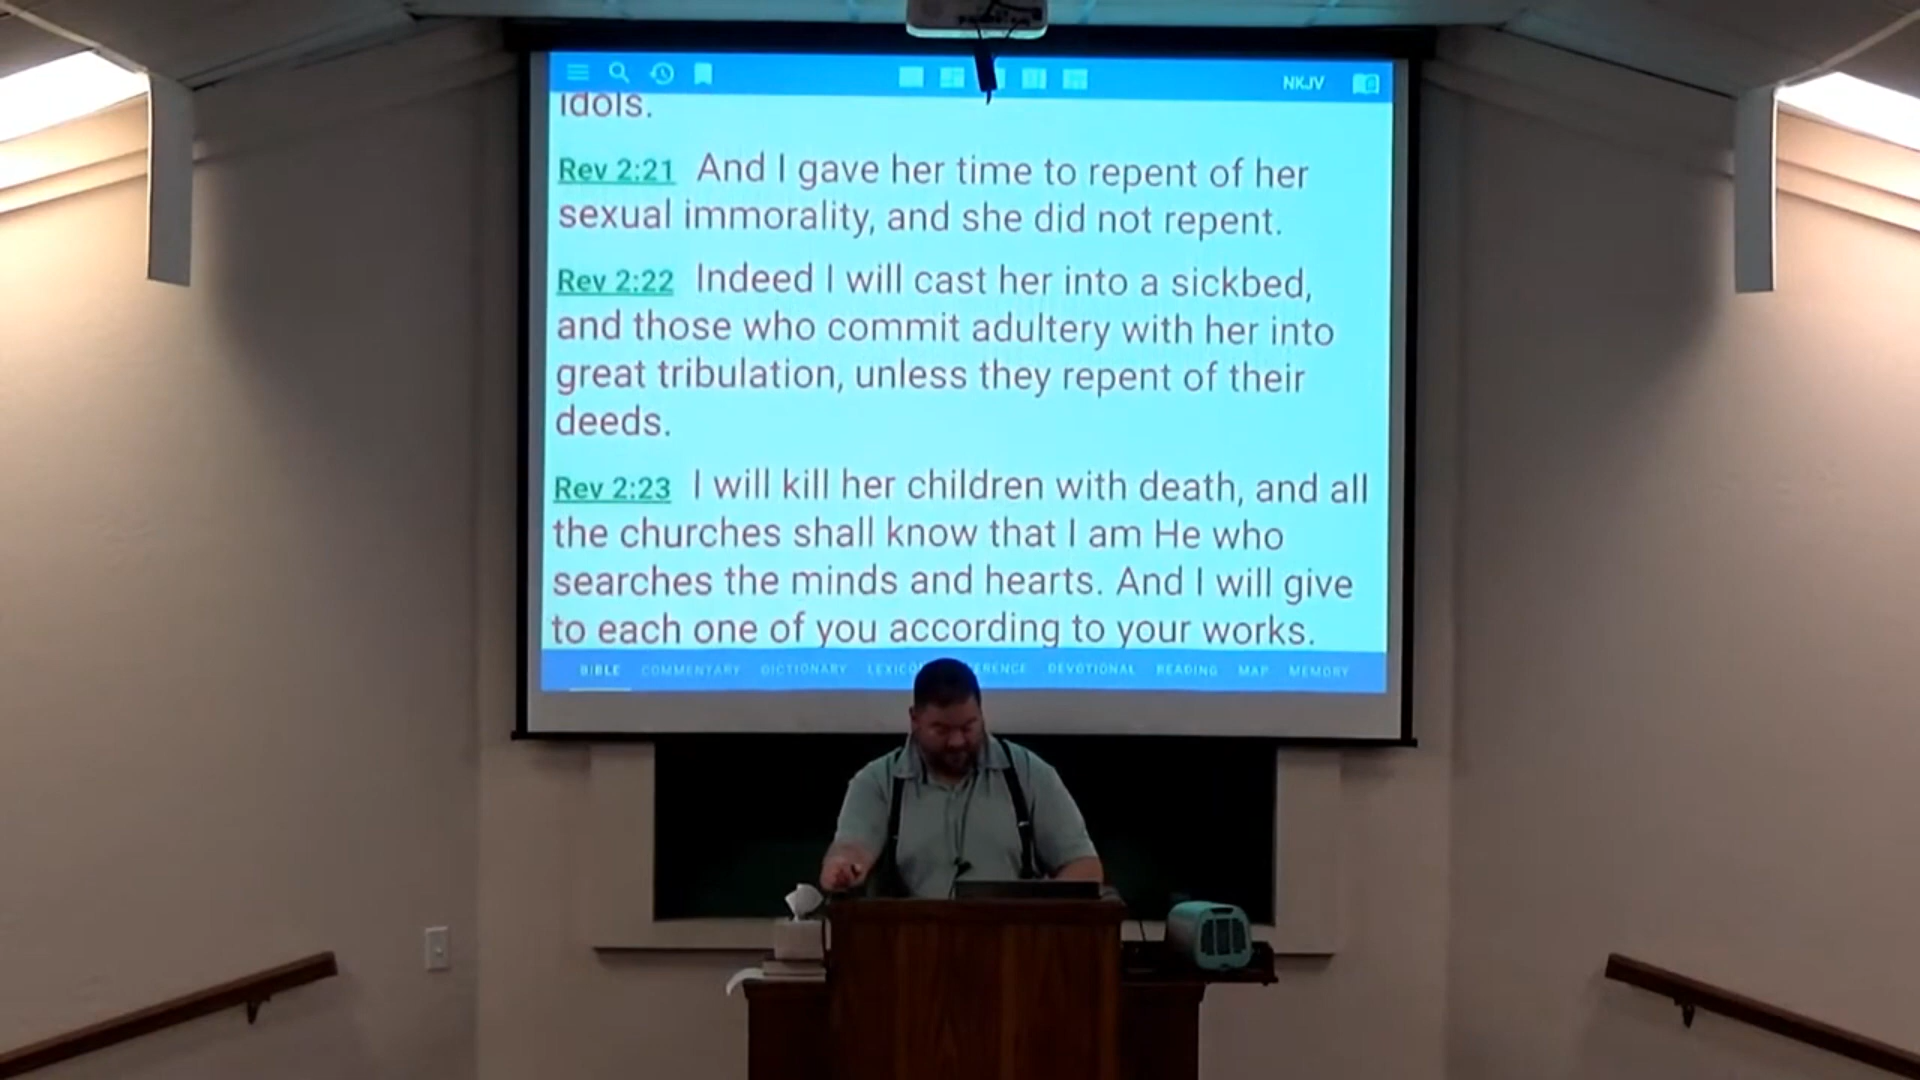 NKJV
idols.
Rev 2:21 And I gave her time to repent of her
sexual immorality, and she did not repent.
Rev 2:22 Indeed I will cast her into a sickbed,
and those who commit adultery with her into
great tribulation, unless they repent of their
deeds.
Rev 2:23 I will kill her children with death, and all
the churches shall know that I am He who
searches the minds and hearts. And I will give
to each one of you according to your works.
BIBLE COMMENTARY DICTIONARY LEXICO ERENCE DEVOTIONAL READING MAP MEMORY